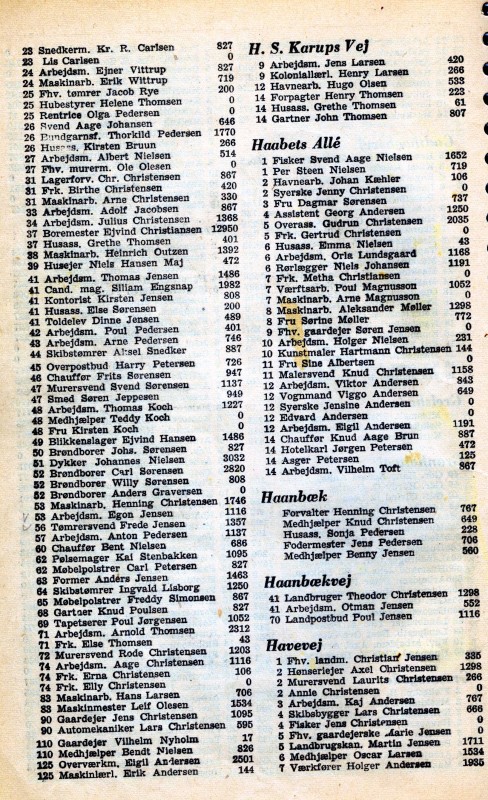 23 Snedkerm. Kr. R. Carlsen 827
23 Lis Carlsen 0
24 Arbejdsm. Ejner Vittrup 827
24 Maskinarb. Erik Wittrup 719
25 Fhv. tømrer Jacob Rye 200
25 Hubestyrer Helene Thomsen 0
25 Rentrice Olga Pedersen 0
26 Svend Aage Johansen 646
26 Bundgarnsf. Thorkild Pedersen 1770
26 Husass. Kirsten Bruun 266
27 Arbejdsm. Albert Nielsen 514
27 Fhv. murerm. Ole Olesen 0
31 Lagerforv. Chr. Christensen 867
31 Frk. Birthe Christensen 420
31 Maskinarb. Arne Christensen 330
33 Arbejdsm. Adolf Jacobsen 867
34 Arbejdsm. Julius Christensen 1368
37 Boremester Ejvind Christiansen 12950
37 Husass. Grethe Thomsen 401
38 Maskinarb. Heinrich Outzen 1392
39 Husejer Niels Hansen Maj 472
41 Arbejdsm. Thomas Jensen 1486
41 Cand. mag. Siliam Engsnap 1982
41 Kontorist Kirsten Jensen 808
41 Husass. Else Sørensen 200
41 Toldelev Dinne Jensen 489
42 Arbejdsm. Poul Pedersen 401
43 Arbejdsm. Arne Petersen 746
44 Skibstømrer Aksel Snedker 887
45 Overpostbud Harry Petersen 726
46 Chauffør Frits Sørensen 947
47 Murersvend Svend Sørensen 1137
47 Smed Søren Jeppesen 949
48 Arbejdsm. Thomas Koch 1227
48 Medhjælper Teddy Koch 0
48 Fru Kirsten Koch 0
49 Blikkenslager Ejvind Hansen 1486
50 Brøndborer Johs. Sørensen 827
51 Dykker Johannes Nielsen 3032
52 Brøndborer Carl Sørensen 2820
52 Brøndborer Willy Sørensen 808
52 Brøndborer Anders Graversen 0
53 Maskinarb. Henning Christensen 1746
53 Arbejdsm. Egon Jensen 1116
56 Tømrersvend Frede Jensen 1357
57 Arbejdsm. Anton Pedersen 1137
60 Chauffør Bent Nielsen 686
62 Pølsemager Kai Stenbakken 1095
62 Møbelpolstrer Carl Petersen 827
63 Former Anders Jensen 1463
64 Skibstømrer Ingvald Lisborg 1250
65 Møbelpolstrer Freddy Simonsen 867
68 Gartner Knud Poulsen 827
69 Tapetserer Poul Jørgensen 1052
71 Arbejdsm. Arnold Thomsen 2312
71 Frk. Else Thomsen 43
72 Murersvend Rode Christensen 1203
74 Arbejdsm. Aage Christensen 1116
74 Frk. Erna Christensen 106
74 Frk. Elly Christensen 0
83 Maskinarb. Hans Larsen 706
83 Maskinmester Leif Olesen 1534
90 Gaardejer Jens Christensen 1095
90 Automekaniker Lars Christensen 595
110 Gaardejer Vilhelm Nyholm 17
110 Medhjælper Bendt Nielsen 826
125 Overværkm. Eigil Andersen 2501
125 Maskinlærl. Erik Andersen 144
H. S. Karups Vej
9 Arbejdsm. Jens Larsen 420
9 Koloniallærl. Henry Larsen 266
12 Havnearb. Hugo Olsen 533
14 Forpagter Henry Thomsen 223
14 Husass. Grethe Thomsen 61
14 Gartner John Thomsen 807
Haabets Allé
1 Fisker Svend Aage Nielsen 1652
1 Per Steen Nielsen 719
2 Havnearb. Johan Kæhler 106
2 Syerske Jenny Christensen 0
3 Fru Dagmar Sørensen 737
4 Assistent Georg Andersen 1250
5 Overass. Gudrun Christensen 2035
5 Frk. Gertrud Christensen 0
6 Husass. Emma Nielsen 43
6 Arbejdsm. Orla Lundsgaard 1168
6 Rørlægger Niels Johansen 1191
7 Frk. Metha Christiansen 0
7 Værftsarb. Poul Magnusson 1052
7 Maskinarb. Arne Magnusson 0
8 Maskinarb. Aleksander Møller 1298
8 Fru Sørine Møller 772
9 Fhv. gaardejer Søren Jensen 0
10 Arbejdsm. Holger Nielsen 231
10 Kunstmaler Hartmann Christensen 144
11 Fru Sine Albertsen 0
11 Malersvend Knud Christensen 1158
12 Arbejdsm. Viktor Andersen 843
12 Vognmand Viggo Andersen 649
12 Syerske Jensine Andersen 0
12 Edvard Andersen 0
12 Arbejdsm. Eigil Andersen 1191
14 Chauffør Knud Aage Brun 887
14 Hotelkarl Jørgen Petersen 472
14 Asger Petersen 125
14 Arbejdsm. Vilhelm Toft 867
Haanbæk
Forvalter Henning Christensen 767
Medhjælper Knud Christensen 649
Husass. Sonja Pedersen 228
Fodermester Jens Pedersen 706
Medhjælper Benny Jensen 560
Haanbækvej
41 Landbruger Theodor Christensen 1298
41 Arbejdsm. Otman Jensen 552
70 Landpostbud Poul Jensen 1116
Havevej
1 Fhv. landm. Christian Jensen 335
2 Hønseriejer Axel Christensen 1298
2 Murersvend Laurits Christensen 266
2 Annie Christensen 0
3 Arbejdsm. Kaj Andersen 767
4 Skibsbygger Lars Christensen 666
4 Fisker Jens Christensen 0
5 Fhv. gaardejerske Marie Jensen 0
5 Landbrugskan. Martin Jensen 1711
6 Medhjælper Oscar Larsen 1534
7 Værkfører Holger Andersen 1935